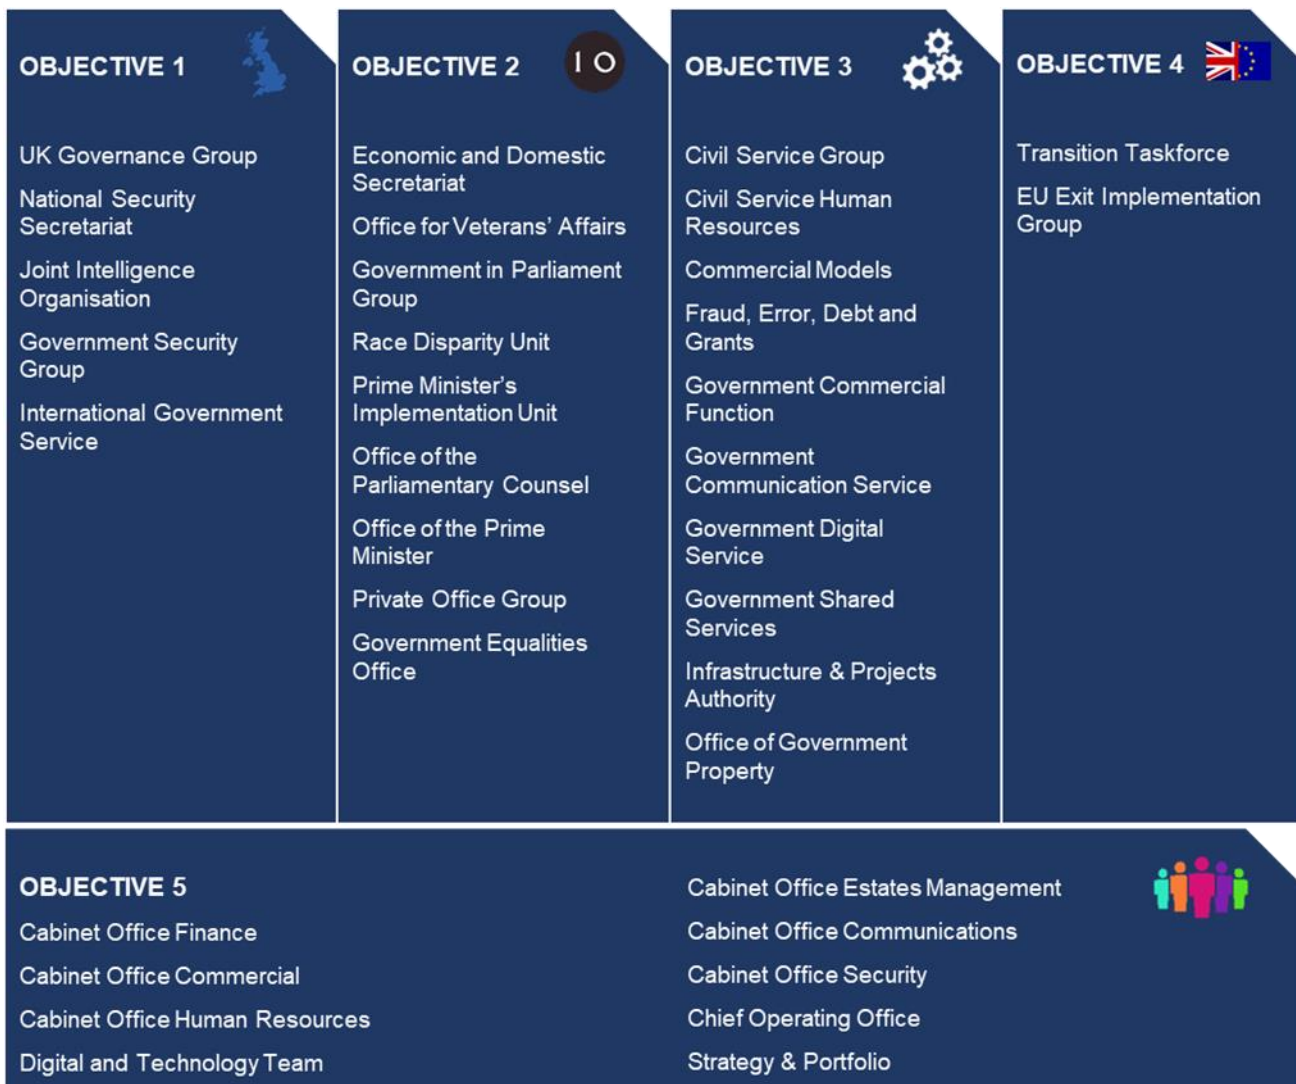 OBJECTIVE 1
UK Governance Group
National Security
Secretariat
Joint Intelligence
Organisation
Government Security
Group
International Government
Service
OBJECTIVE 2
10
Economic and Domestic
Secretariat
Office for Veterans’ Affairs
Government in Parliament
Group
Race Disparity Unit
Prime Minister’s
Implementation Unit
Office of the
Parliamentary Counsel
Office of the Prime
Minister
Private Office Group
Government Equalities
Office
OBJECTIVE 3
Civil Service Group
Civil Service Human
Resources
Commercial Models
Fraud, Error, Debt and
Grants
Government Commercial
Function
Government
Communication Service
Government Digital
Service
Government Shared
Services
Infrastructure & Projects
Authority
Office of Government
Property
OBJECTIVE 4
Transition Taskforce
EU Exit Implementation
Group
OBJECTIVE 5
Cabinet Office Finance
Cabinet Office Commercial
Cabinet Office Human Resources
Digital and Technology Team
Cabinet Office Estates Management
Cabinet Office Communications
Cabinet Office Security
Chief Operating Office
Strategy & Portfolio